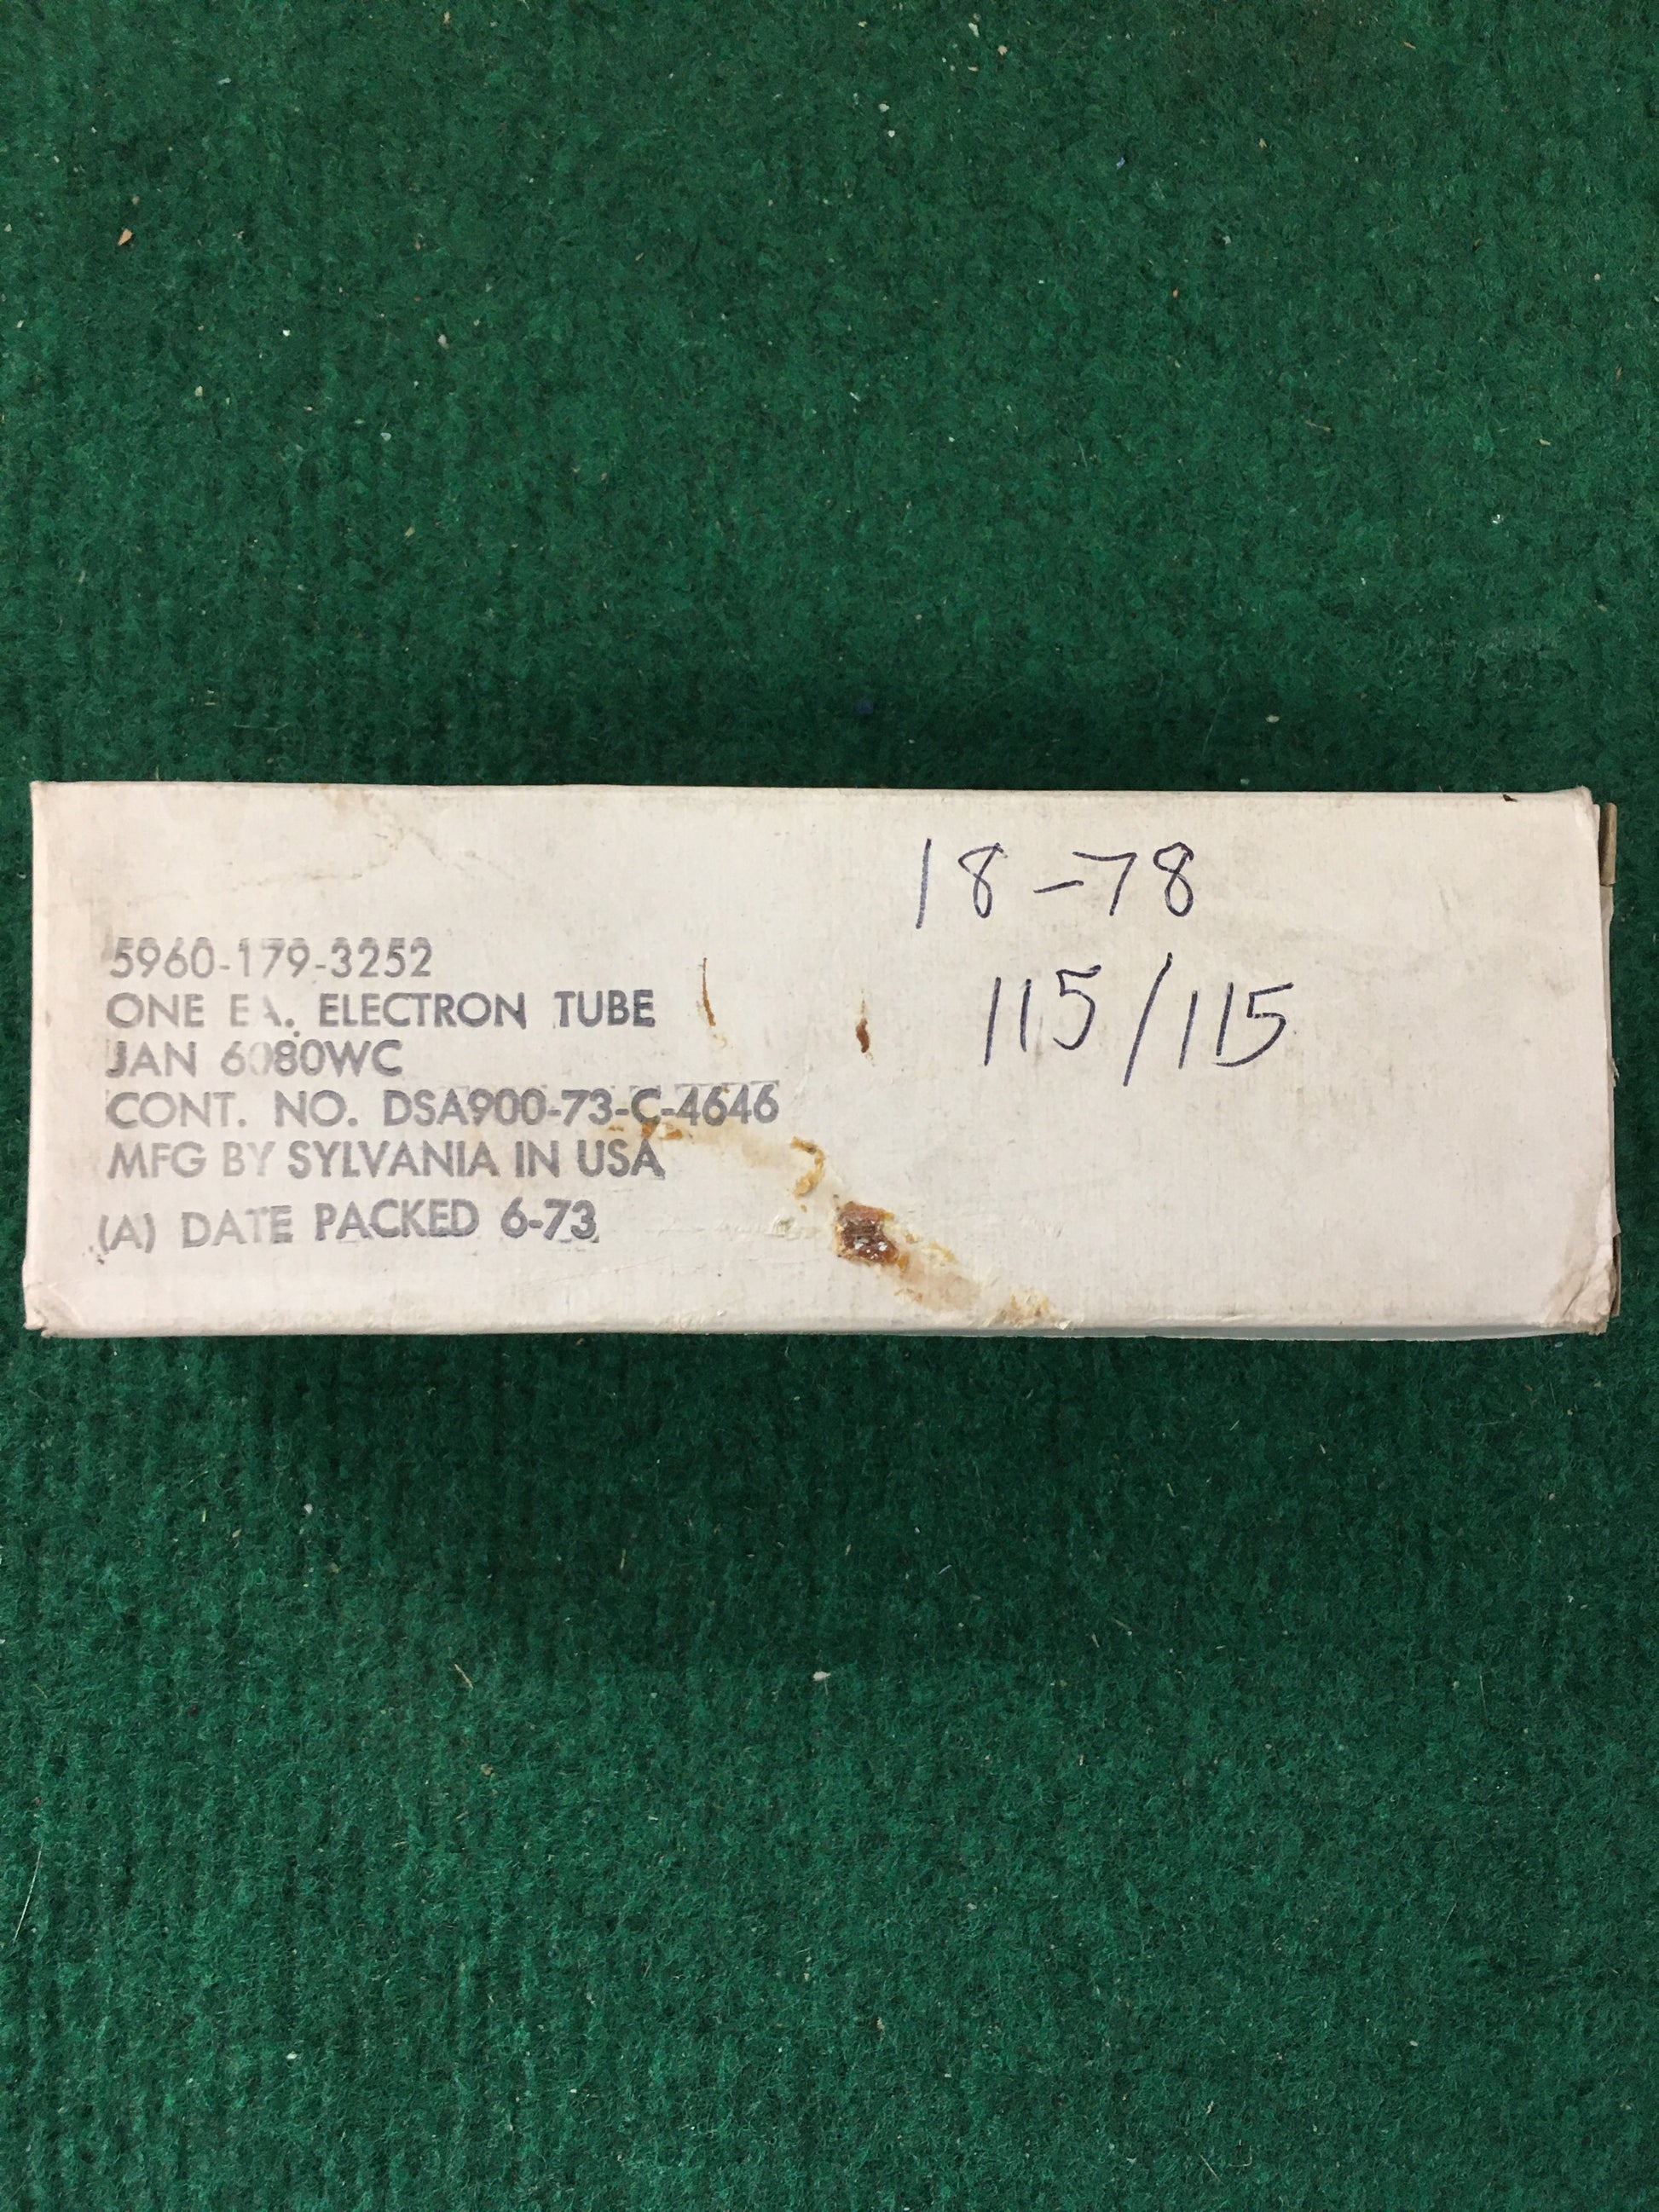 18-78
115/115
5960-179-3252
ONE EA. ELECTRON TUBE
JAN 6080WC
CONT. NO. DSA900-73-C-4646
MFG BY SYLVANIA IN USA
(A) DATE PACKED 6-73